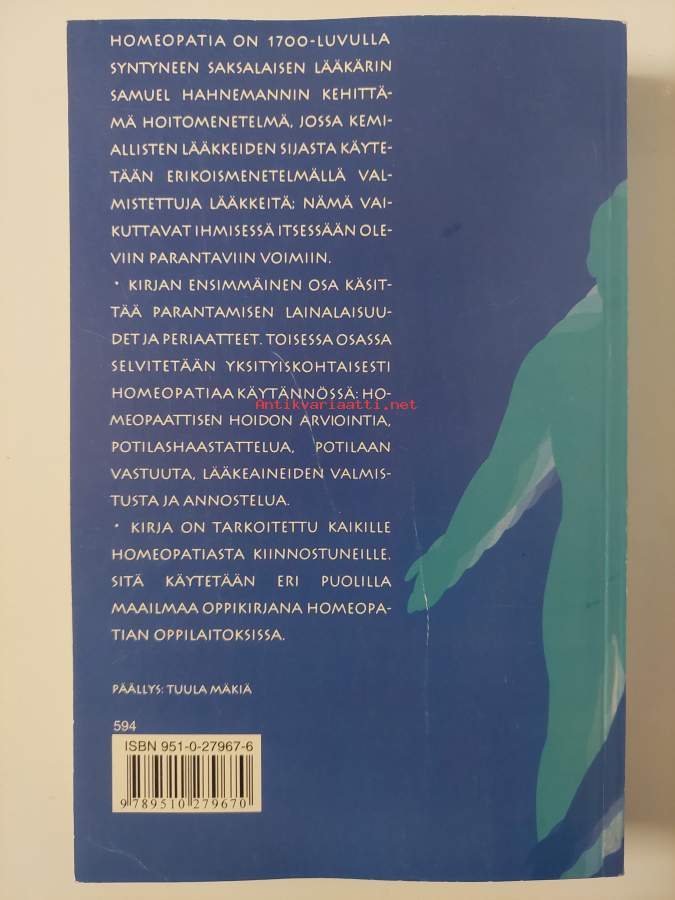 HOMEOPATIA ON 1700-LUVULLA
SYNTYNEEN SAKSALAISEN LÄÄKÄRIN
SAMUEL HAHNEMANNIN KEHITTÄ-
MÄ HOITOMENETELMÄ, JOSSA KEMI-
ALLISTEN LÄÄKKEIDEN SIJASTA KÄYTE-
TÄÄN ERIKOISMENETELMÄLLÄ VAL-
MISTETTUJA LÄÄKKEITÄ; NÄMÄ VAI-
KUTTAVAT IHMISESSÄ ITSESSÄÄN OLE-
VIIN PARANTAVIIN VOIMIIN.
• KIRJAN ENSIMMÄINEN OSA KÄSIT-
TÄÄ PARANTAMISEN LAINALAISUU-
DET JA PERIAATTEET. TOISESSA OSASSA
SELVITETÄÄN YKSITYISKOHTAISESTI
HOMEOPATIAA KÄYTÄNNÖSSÄ: HO-
Antikvariaatti.net
MEOPAATTISEN HOIDON ARVIOINTIA,
POTILASHAASTATTELUA, POTILAAN
VASTUUTA, LÄÄKEAINEIDEN VALMIS-
TUSTA JA ANNOSTELUA.
• KIRJA ON TARKOITETTU KAIKILLE
HOMEOPATIASTA KIINNOSTUNEILLE.
SITÄ KÄYTETÄÄN ERI PUOLILLA
MAAILMAA OPPIKIRJANA HOMEOPA-
TIAN OPPILAITOKSISSA.
PÄÄLLYS: TUULA MÄKIÄ
594
ISBN 951-0-27967-6
9 789510 279670